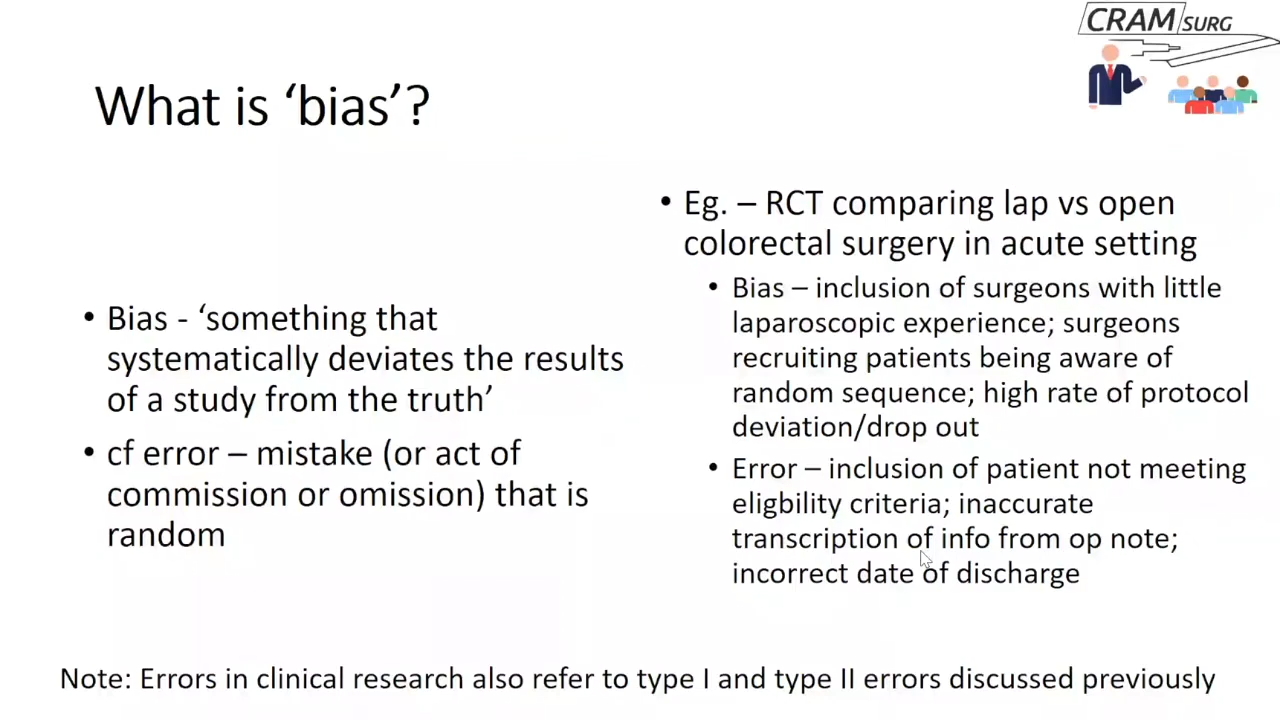 CRAM SURG
What is ‘bias’?
• Bias - ‘something that
systematically deviates the results
of a study from the truth’
• cf error – mistake (or act of
commission or omission) that is
random
• Eg. – RCT comparing lap vs open
colorectal surgery in acute setting
• Bias – inclusion of surgeons with little
laparoscopic experience; surgeons
recruiting patients being aware of
random sequence; high rate of protocol
deviation/drop out
• Error – inclusion of patient not meeting
eligbility criteria; inaccurate
transcription of info from op note;
incorrect date of discharge
Note: Errors in clinical research also refer to type I and type II errors discussed previously